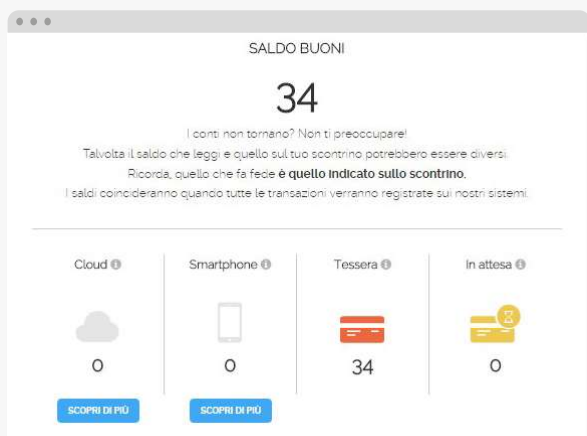 SALDO BUONI
34
I conti non tornano? Non ti preoccupare!
Talvolta il saldo che leggi e quello sul tuo scontrino potrebbero essere diversi.
Ricorda, quello che fa fede è quello indicato sullo scontrino.
I saldi coincideranno quando tutte le transazioni verranno registrate sui nostri sistemi.
Cloud Smartphone Tessera In attesa
0 0 34 0
SCOPRI DI PIÙ SCOPRI DI PIÙ